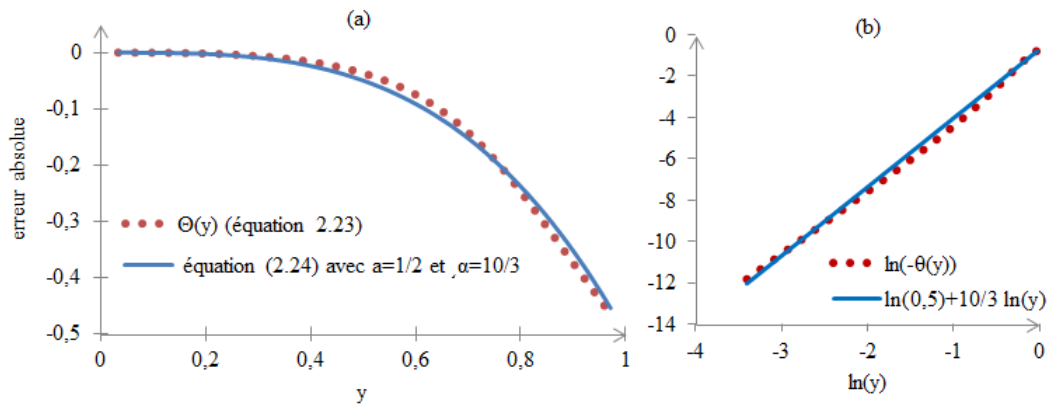 (a)
0
-0,1
-0,2
-0,3
-0,4
-0,5
erreur absolue
Θ(y) (équation 2.23)
équation (2.24) avec a=1/2 et ,α=10/3
0
0,2
0,4
0,6
0,8
1
y
(b)
0
-2
-4
-6
-8
-10
-12
-14
ln(-θ(y))
ln(0,5)+10/3 ln(y)
-4
-3
-2
-1
0
ln(y)